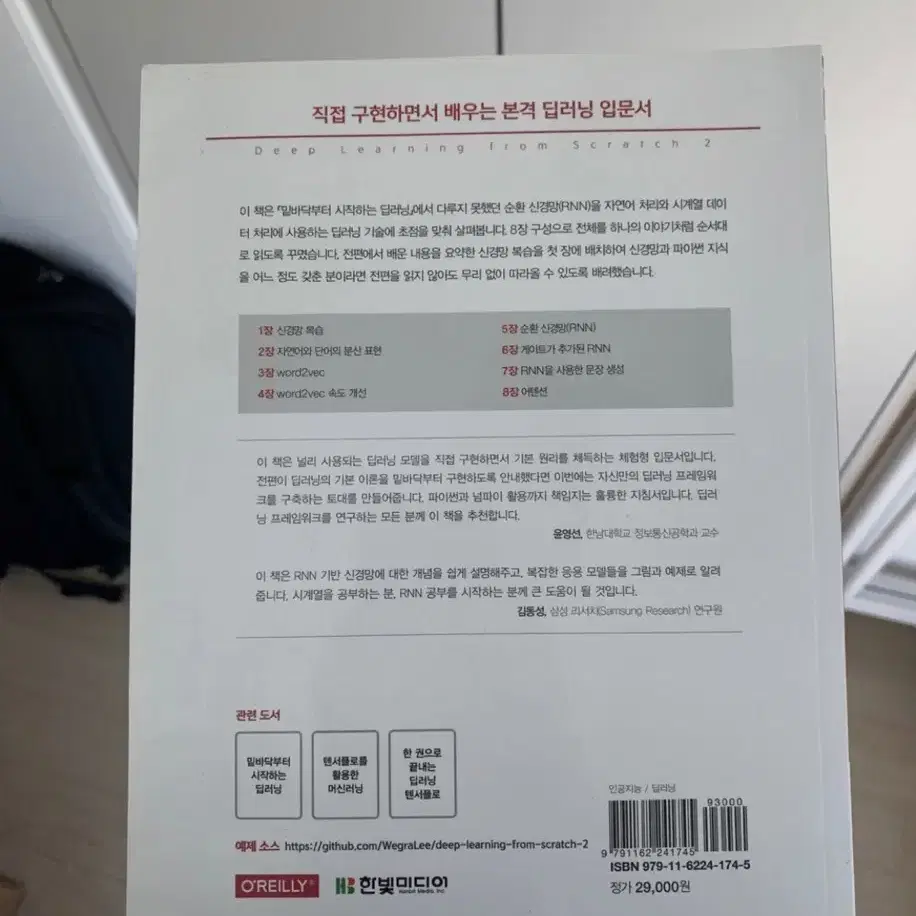 직접 구현하면서 배우는 본격 딥러닝 입문서
Deep Learning from Scratch 2
이 책은 『밑바닥부터 시작하는 딥러닝』에서 다루지 못했던 순환 신경망(RNN)을 자연어 처리와 시계열 데이
터 처리에 사용하는 딥러닝 기술에 초점을 맞춰 살펴봅니다. 8장 구성으로 전체를 하나의 이야기처럼 순서대
로 읽도록 꾸몄습니다. 전편에서 배운 내용을 요약한 신경망 복습을 첫 장에 배치하여 신경망과 파이썬 지식
을 어느 정도 갖춘 분이라면 전편을 읽지 않아도 무리 없이 따라올 수 있도록 배려했습니다.
1장 신경망 복습
2장 자연어와 단어의 분산 표현
3장 word2vec
4장 word2vec 속도 개선
5장 순환 신경망(RNN)
6장 게이트가 추가된 RNN
7장 RNN을 사용한 문장 생성
8장 어텐션
이 책은 널리 사용되는 딥러닝 모델을 직접 구현하면서 기본 원리를 체득하는 체험형 입문서입니다.
전편이 딥러닝의 기본 이론을 밑바닥부터 구현하도록 안내했다면 이번에는 자신만의 딥러닝 프레임워
크를 구축하는 토대를 만들어줍니다. 파이썬과 넘파이 활용까지 책임지는 훌륭한 지침서입니다. 딥러
닝 프레임워크를 연구하는 모든 분께 이 책을 추천합니다.
윤영선, 한남대학교 정보통신공학과 교수
이 책은 RNN 기반 신경망에 대한 개념을 쉽게 설명해주고, 복잡한 응용 모델들을 그림과 예제로 알려
줍니다. 시계열을 공부하는 분, RNN 공부를 시작하는 분께 큰 도움이 될 것입니다.
김동성, 삼성 리서치(Samsung Research) 연구원
관련 도서
밑바닥부터
시작하는
딥러닝
텐서플로를
활용한
머신러닝
한 권으로
끝내는
딥러닝
텐서플로
예제 소스 https://github.com/WegraLee/deep-learning-from-scratch-2
O'REILLY®
HB 한빛미디어
Hanbit Media, Inc.
인공지능 / 딥러닝
93000
9 791162 241745
ISBN 979-11-6224-174-5
정가 29,000원